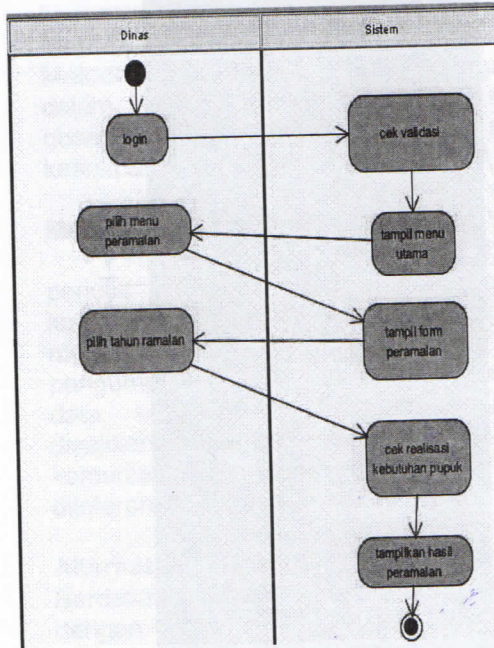 Dinas
Sistem
login
cek validasi
tampil menu
utama
pilih menu
peramalan
tampil form
peramalan
pilih tahun ramalan
cek realisasi
kebutuhan pupuk
tampilkan hasil
peramalan